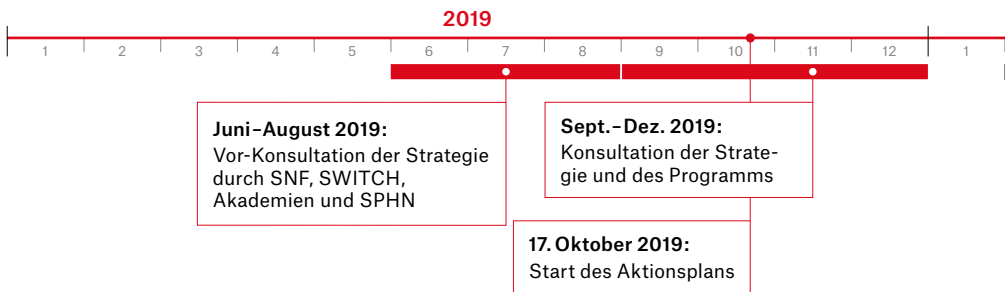 2019
1 2 3 4 5 6 7 8 9 10 11 12 1
Juni–August 2019:
Vor-Konsultation der Strategie
durch SNF, SWITCH,
Akademien und SPHN
Sept.–Dez. 2019:
Konsultation der Strate-
gie und des Programms
17. Oktober 2019:
Start des Aktionsplans